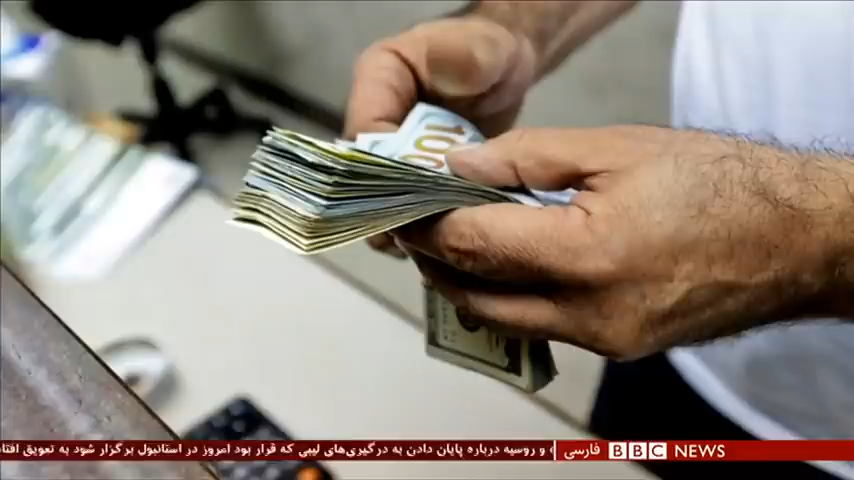 100
و روسیه درباره پایان دادن به درگیری‌های لیبی که قرار بود امروز در استانبول برگزار شود به تعویق
فارسی BBC NEWS